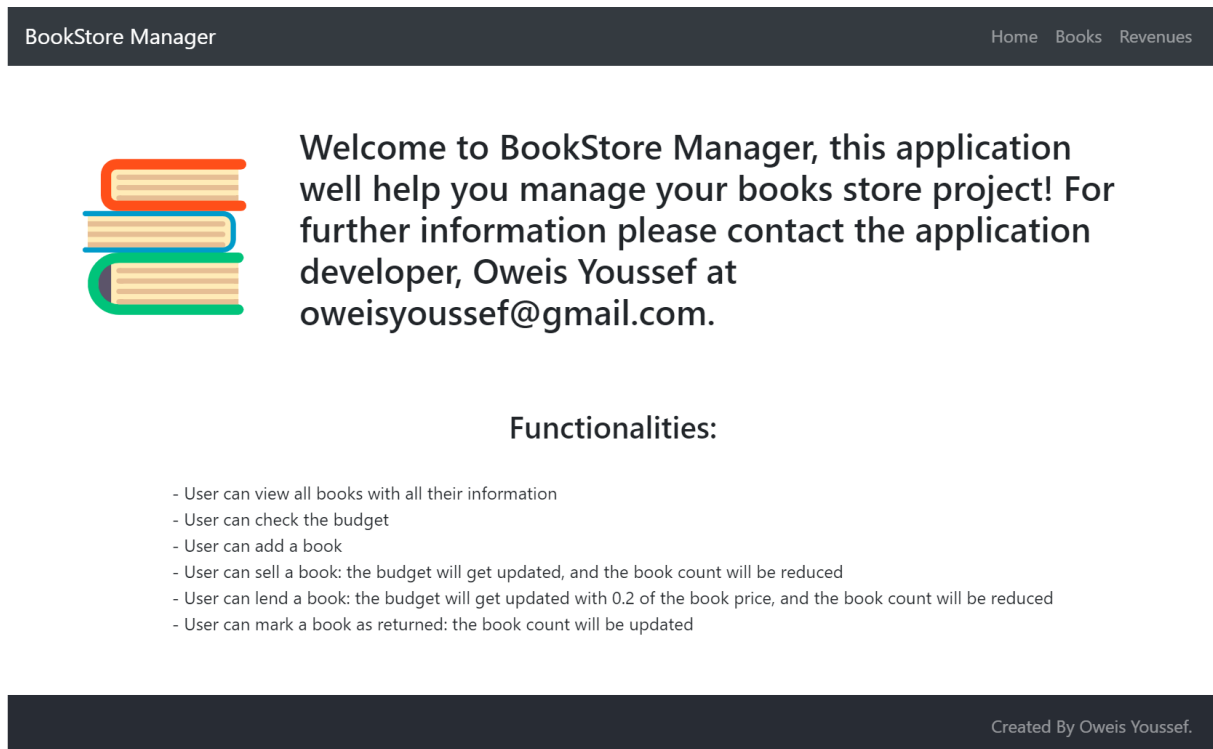 BookStore Manager
Home Books Revenues
Welcome to BookStore Manager, this application
well help you manage your books store project! For
further information please contact the application
developer, Oweis Youssef at
oweisyoussef@gmail.com.
Functionalities:
- User can view all books with all their information
- User can check the budget
- User can add a book
- User can sell a book: the budget will get updated, and the book count will be reduced
- User can lend a book: the budget will get updated with 0.2 of the book price, and the book count will be reduced
- User can mark a book as returned: the book count will be updated
Created By Oweis Youssef.